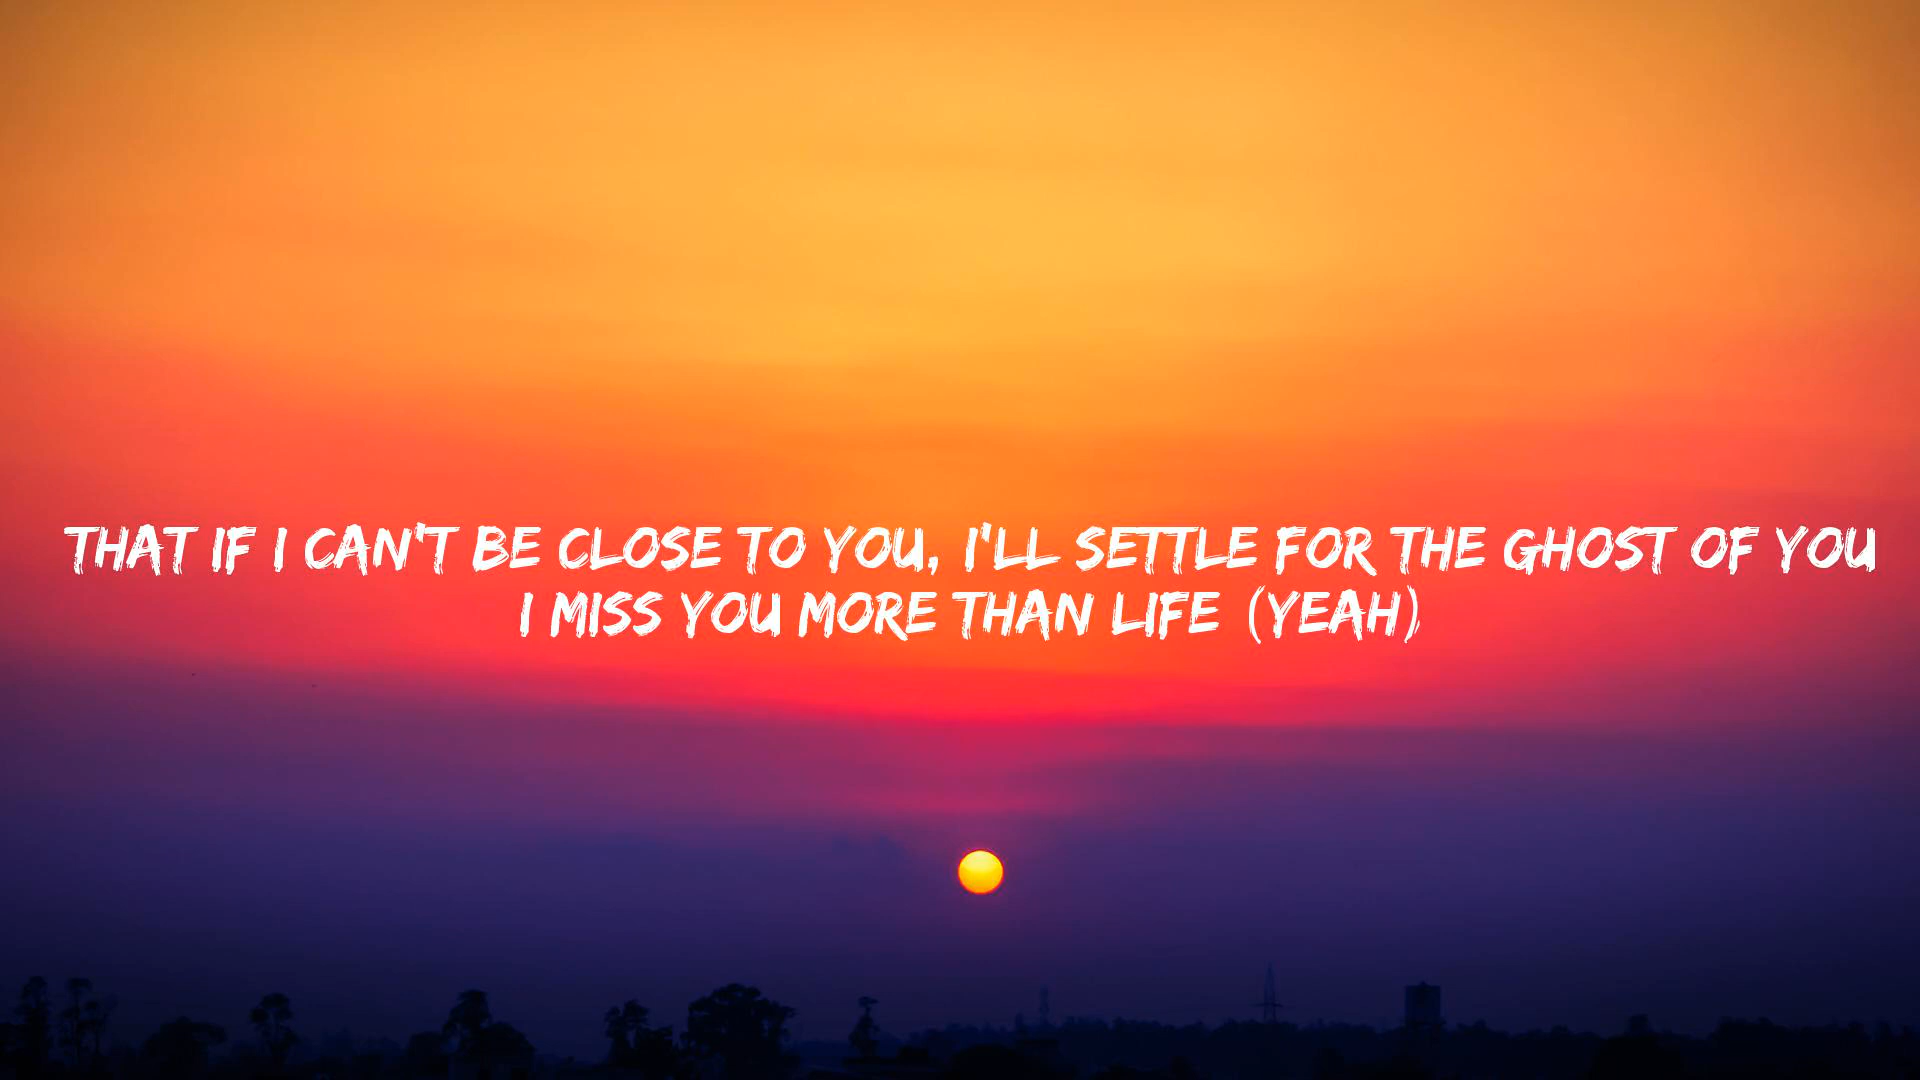 THAT IF I CAN'T BE CLOSE TO YOU, I'LL SETTLE FOR THE GHOST OF YOU
I MISS YOU MORE THAN LIFE (YEAH)